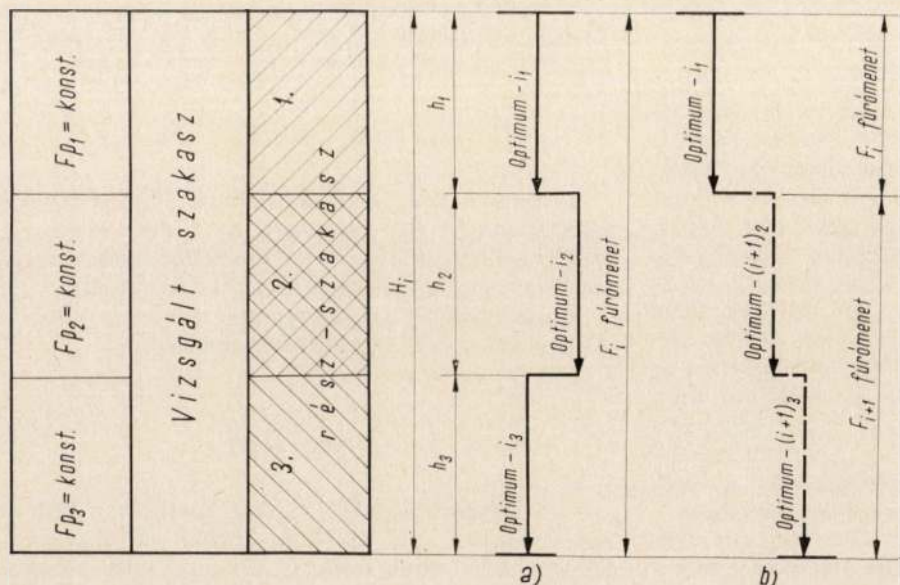 Fp₁ = konst.
Fp₂ = konst.
Fp₃ = konst.
Vizsgált szakasz
1.
2.
3.
rész-szakasz
Hᵢ
h₁
h₂
h₃
Optimum - i₁
Optimum - i₂
Optimum - i₃
Fᵢ fúrómenet
a)
Optimum - i₁
Optimum - (i+1)₂
Optimum - (i+1)₃
Fᵢ fúrómenet
Fᵢ₊₁ fúrómenet
b)